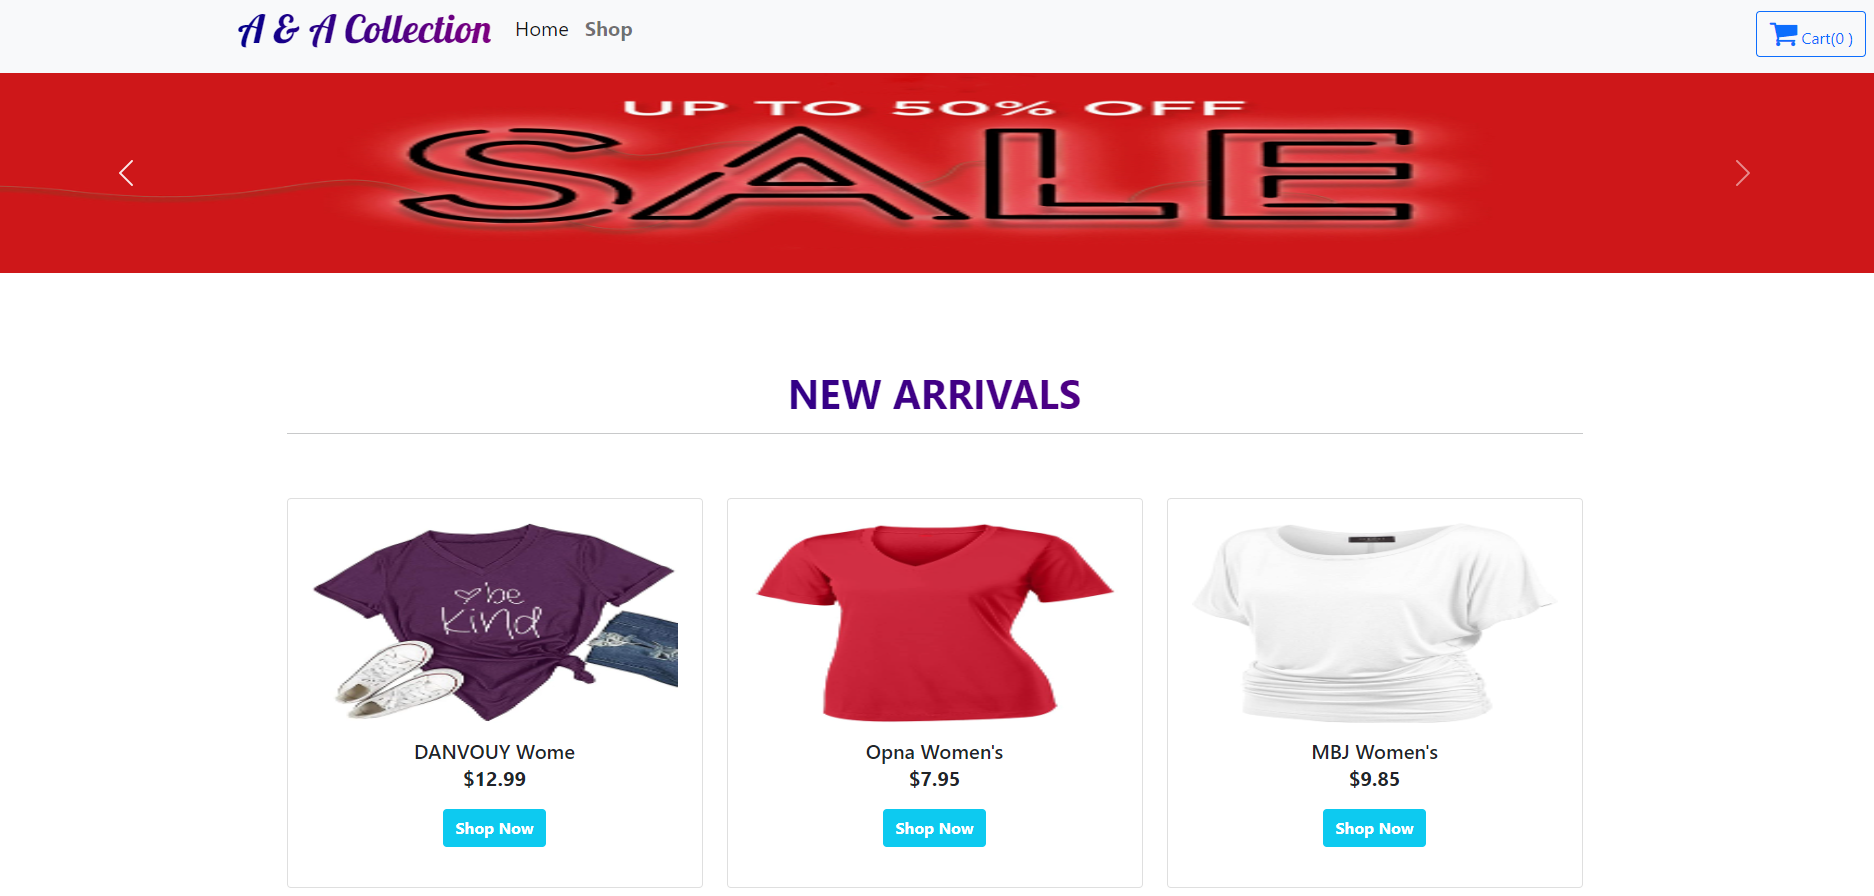 A & A Collection Home Shop
Cart(0 )
UP TO 50% OFF
SALE
NEW ARRIVALS
be
kind
DANVOUY Wome
$12.99
Shop Now
Opna Women's
$7.95
Shop Now
MBJ Women's
$9.85
Shop Now